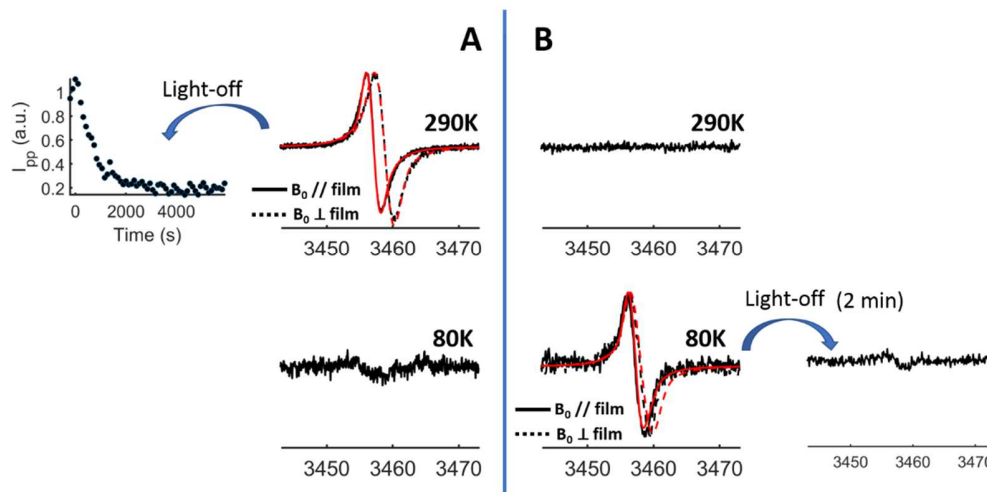 A
B
Light-off
I pp (a.u.)
1
0.8
0.6
0.4
0.2
0 2000 4000
Time (s)
290K
B₀ // film
B₀ ⊥ film
3450 3460 3470
290K
3450 3460 3470
80K
3450 3460 3470
80K
B₀ // film
B₀ ⊥ film
3450 3460 3470
Light-off (2 min)
3450 3460 3470